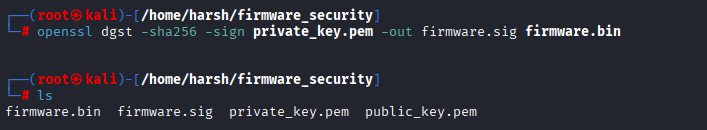 ┌──(root㉿kali)-[/home/harsh/firmware_security]
└─# openssl dgst -sha256 -sign private_key.pem -out firmware.sig firmware.bin
┌──(root㉿kali)-[/home/harsh/firmware_security]
└─# ls
firmware.bin  firmware.sig  private_key.pem  public_key.pem